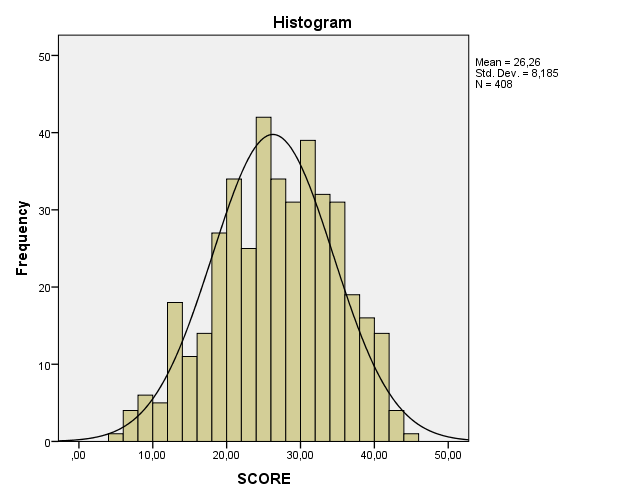 Histogram
Mean = 26,26
Std. Dev. = 8,185
N = 408
50
40
30
20
10
0
Frequency
,00
10,00
20,00
30,00
40,00
50,00
SCORE